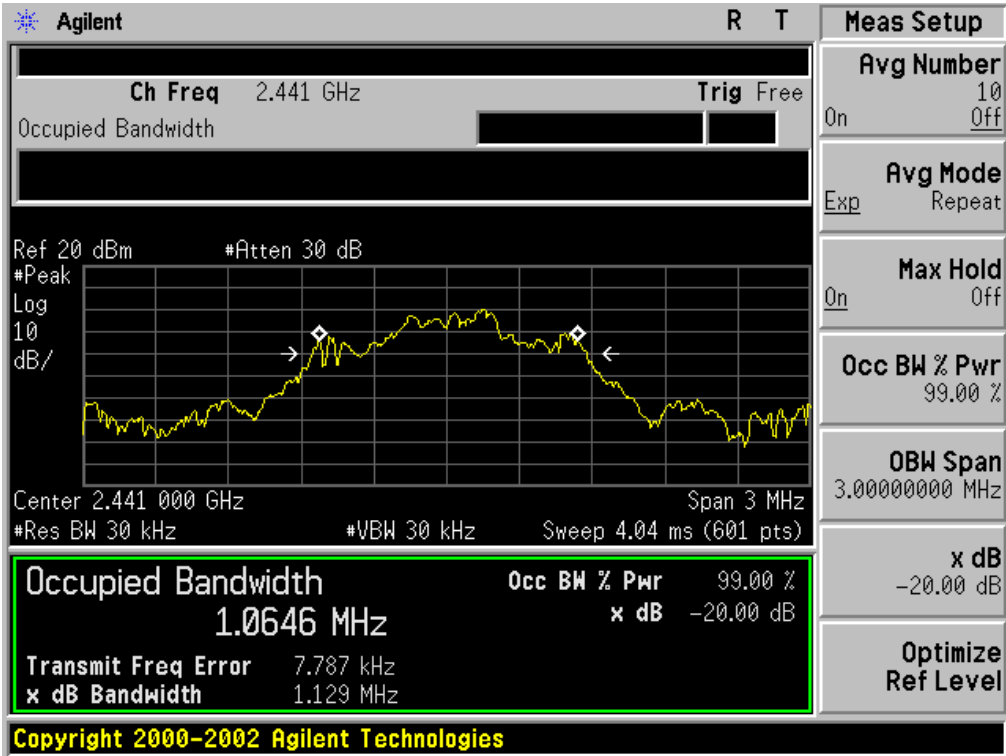 Agilent R T
Ch Freq 2.441 GHz Trig Free
Occupied Bandwidth
Ref 20 dBm #Atten 30 dB
#Peak
Log
10
dB/
Center 2.441 000 GHz Span 3 MHz
#Res BW 30 kHz #VBW 30 kHz Sweep 4.04 ms (601 pts)
Occupied Bandwidth Occ BW % Pwr 99.00 %
1.0646 MHz x dB -20.00 dB
Transmit Freq Error 7.787 kHz
x dB Bandwidth 1.129 MHz
Copyright 2000-2002 Agilent Technologies
Meas Setup
Avg Number
10
On Off
Avg Mode
Exp Repeat
Max Hold
On Off
Occ BW % Pwr
99.00 %
OBW Span
3.00000000 MHz
x dB
-20.00 dB
Optimize
Ref Level